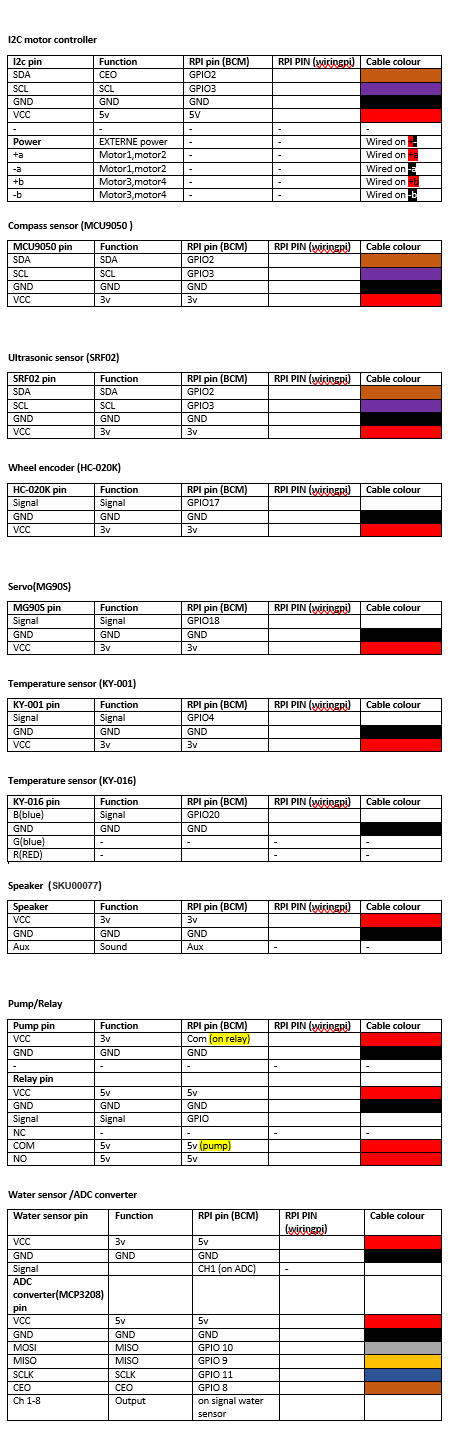 I2C motor controller
I2c pin Function RPI pin (BCM) RPI PIN (wiringpi) Cable colour
SDA CEO GPIO2
SCL SCL GPIO3
GND GND GND
VCC 5v 5V
- - - - -
Power EXTERNE power - - Wired on +-
+a Motor1,motor2 - - Wired on +a
-a Motor1,motor2 - - Wired on -a
+b Motor3,motor4 - - Wired on +b
-b Motor3,motor4 - - Wired on -b
Compass sensor (MCU9050 )
MCU9050 pin Function RPI pin (BCM) RPI PIN (wiringpi) Cable colour
SDA SDA GPIO2
SCL SCL GPIO3
GND GND GND
VCC 3v 3v
Ultrasonic sensor (SRF02)
SRF02 pin Function RPI pin (BCM) RPI PIN (wiringpi) Cable colour
SDA SDA GPIO2
SCL SCL GPIO3
GND GND GND
VCC 3v 3v
Wheel encoder (HC-020K)
HC-020K pin Function RPI pin (BCM) RPI PIN (wiringpi) Cable colour
Signal Signal GPIO17
GND GND GND
VCC 3v 3v
Servo(MG90S)
MG90S pin Function RPI pin (BCM) RPI PIN (wiringpi) Cable colour
Signal Signal GPIO18
GND GND GND
VCC 3v 3v
Temperature sensor (KY-001)
KY-001 pin Function RPI pin (BCM) RPI PIN (wiringpi) Cable colour
Signal Signal GPIO4
GND GND GND
VCC 3v 3v
Temperature sensor (KY-016)
KY-016 pin Function RPI pin (BCM) RPI PIN (wiringpi) Cable colour
B(blue) Signal GPIO20
GND GND GND
G(blue) - - - -
R(RED) - - -
Speaker (SKU00077)
Speaker Function RPI pin (BCM) RPI PIN (wiringpi) Cable colour
VCC 3v 3v
GND GND GND
Aux Sound Aux - -
Pump/Relay
Pump pin Function RPI pin (BCM) RPI PIN (wiringpi) Cable colour
VCC 3v Com (on relay)
GND GND GND
- - - - -
Relay pin
VCC 5v 5v
GND GND GND
Signal Signal GPIO
NC - - - -
COM 5v 5v (pump)
NO 5v 5v
Water sensor /ADC converter
Water sensor pin Function RPI pin (BCM) RPI PIN Cable colour
(wiringpi)
VCC 3v 5v
GND GND GND
Signal CH1 (on ADC) -
ADC
converter(MCP3208)
pin
VCC 5v 5v
GND GND GND
MOSI MISO GPIO 10
MISO MISO GPIO 9
SCLK SCLK GPIO 11
CEO CEO GPIO 8
Ch 1-8 Output on signal water
sensor